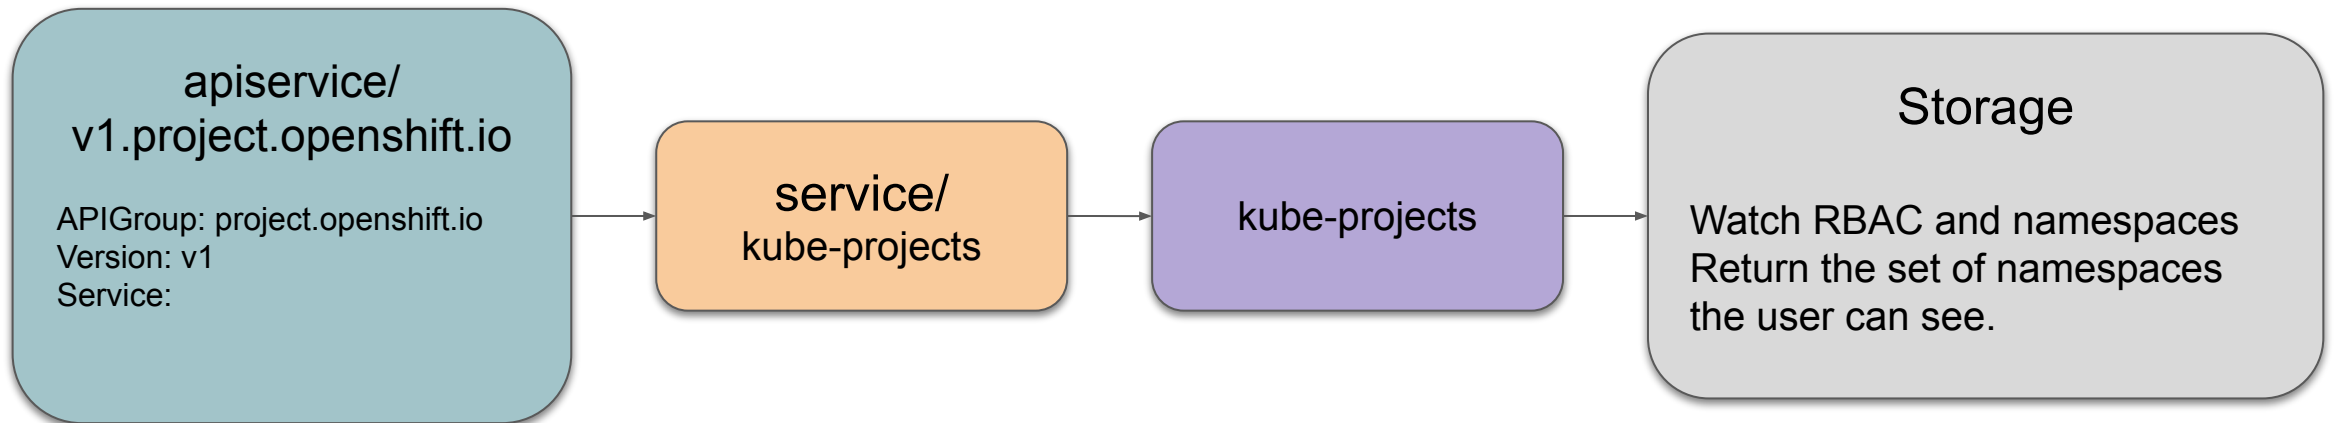 apiservice/
v1.project.openshift.io
APIGroup: project.openshift.io
Version: v1
Service:
service/
kube-projects
kube-projects
Storage
Watch RBAC and namespaces
Return the set of namespaces
the user can see.